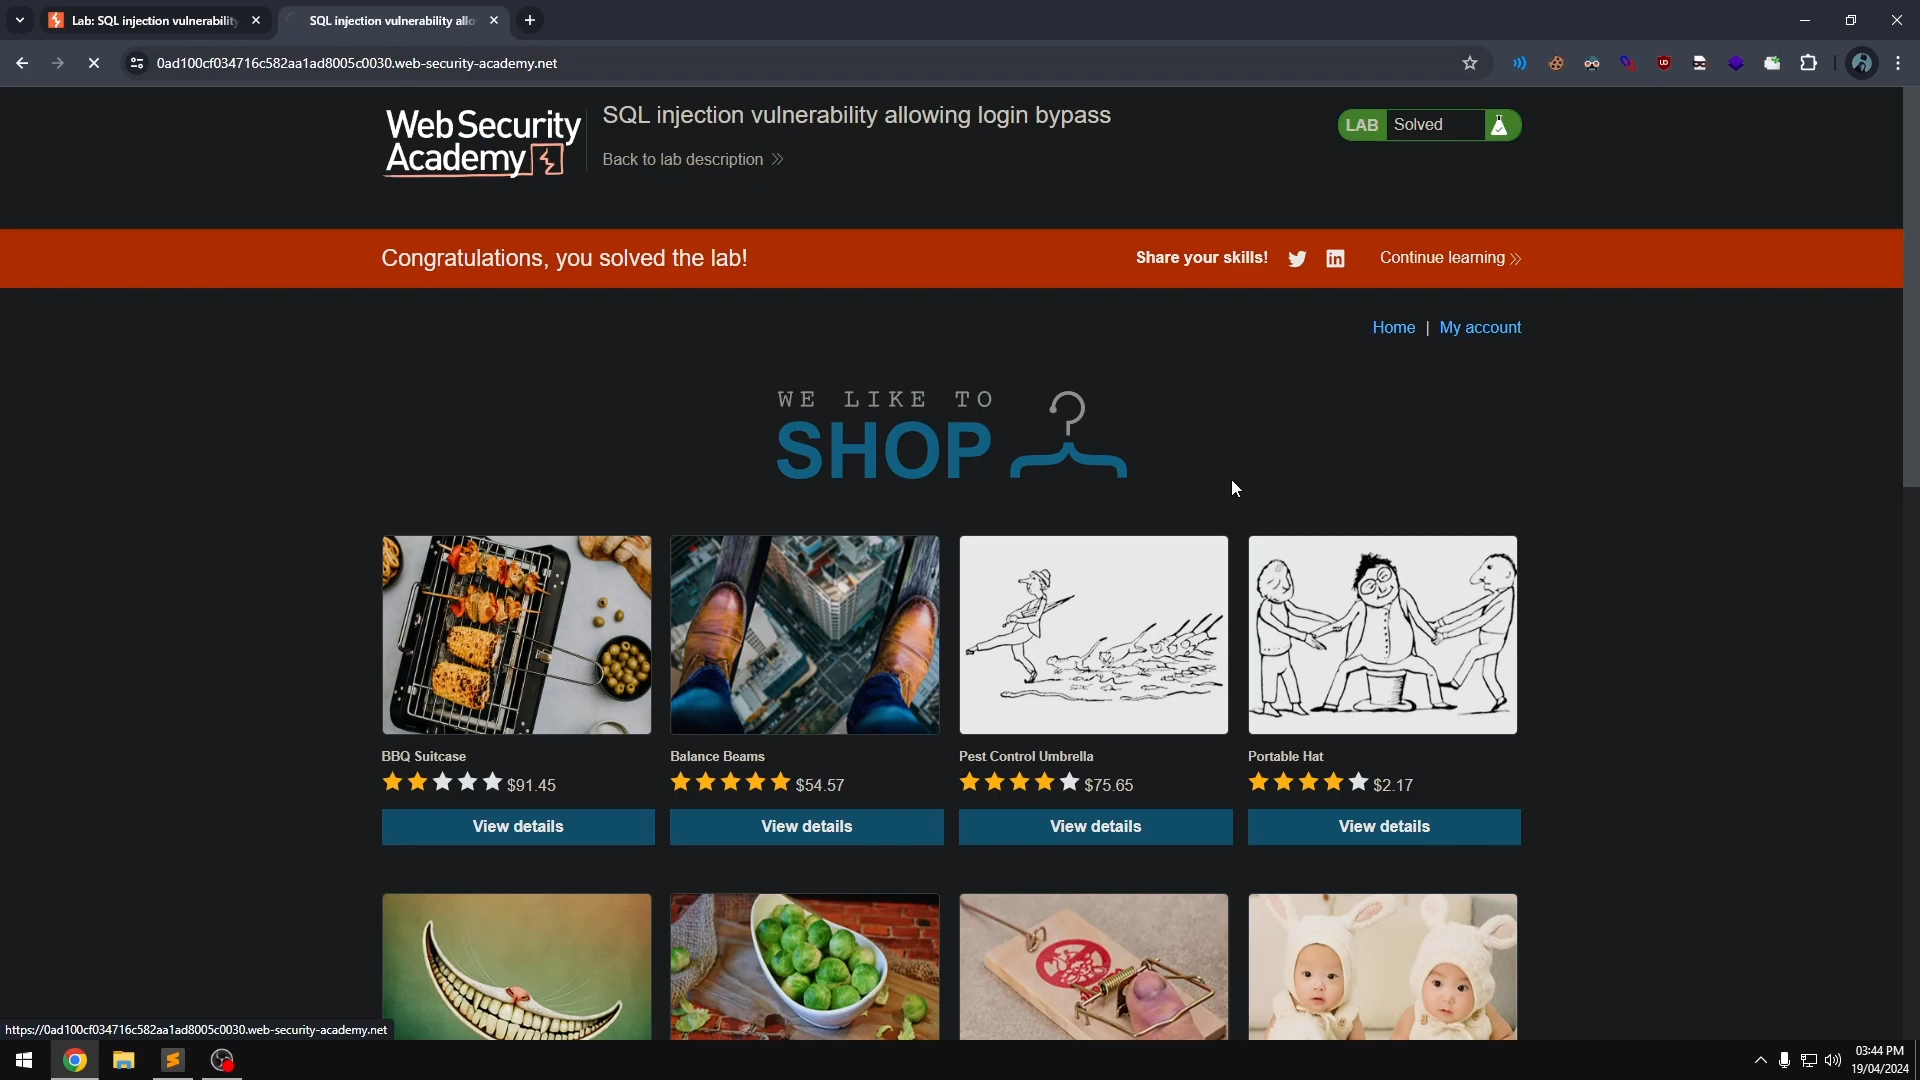 Lab: SQL injection vulnerability
SQL injection vulnerability allo
0ad100cf034716c582aa1ad8005c0030.web-security-academy.net
WebSecurity
Academy
SQL injection vulnerability allowing login bypass
Back to lab description
LAB Solved
Congratulations, you solved the lab!
Share your skills!
Continue learning
Home | My account
WE LIKE TO
SHOP
BBQ Suitcase
$91.45
View details
Balance Beams
$54.57
View details
Pest Control Umbrella
$75.65
View details
Portable Hat
$2.17
View details
https://0ad100cf034716c582aa1ad8005c0030.web-security-academy.net
03:44 PM
19/04/2024